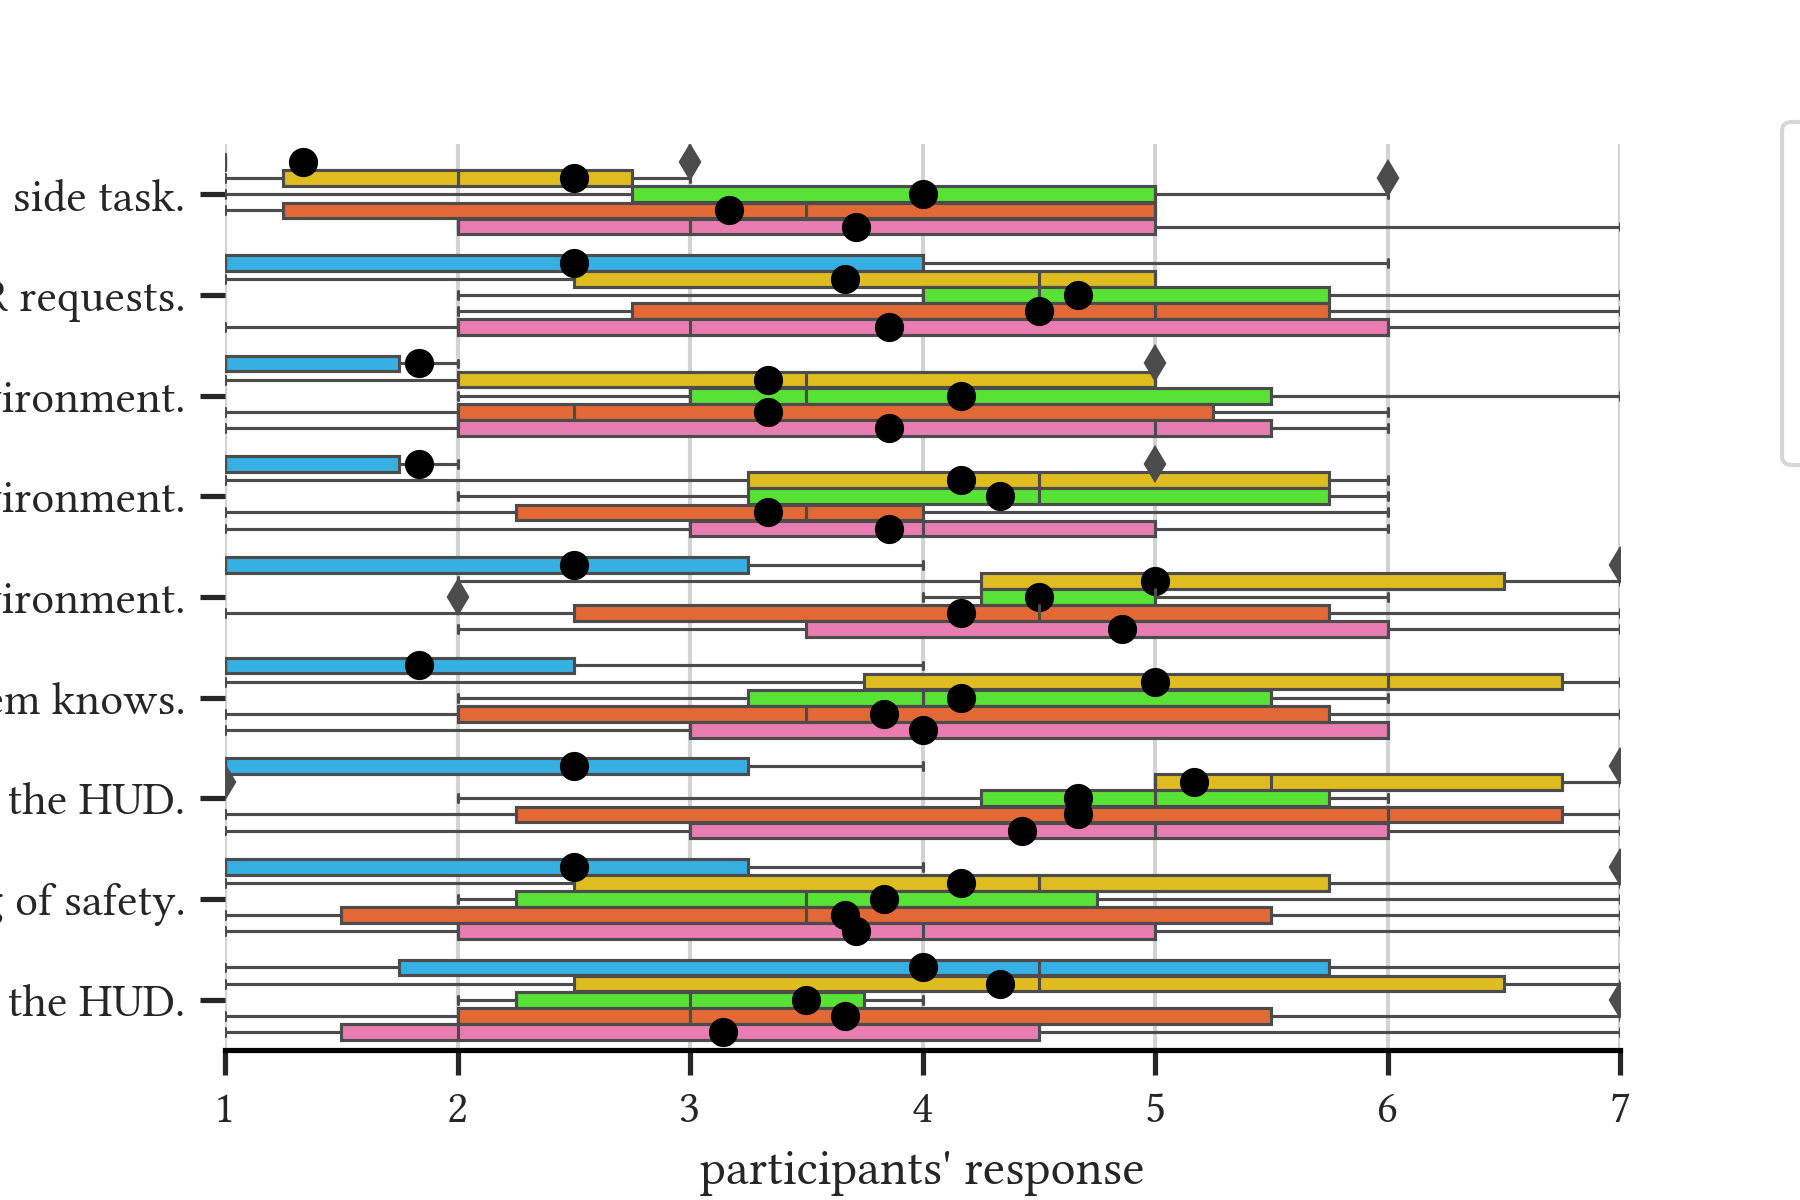 side task.
requests.
ironment.
ironment.
ironment.
em knows.
the HUD.
of safety.
the HUD.
1 2 3 4 5 6 7
participants' response